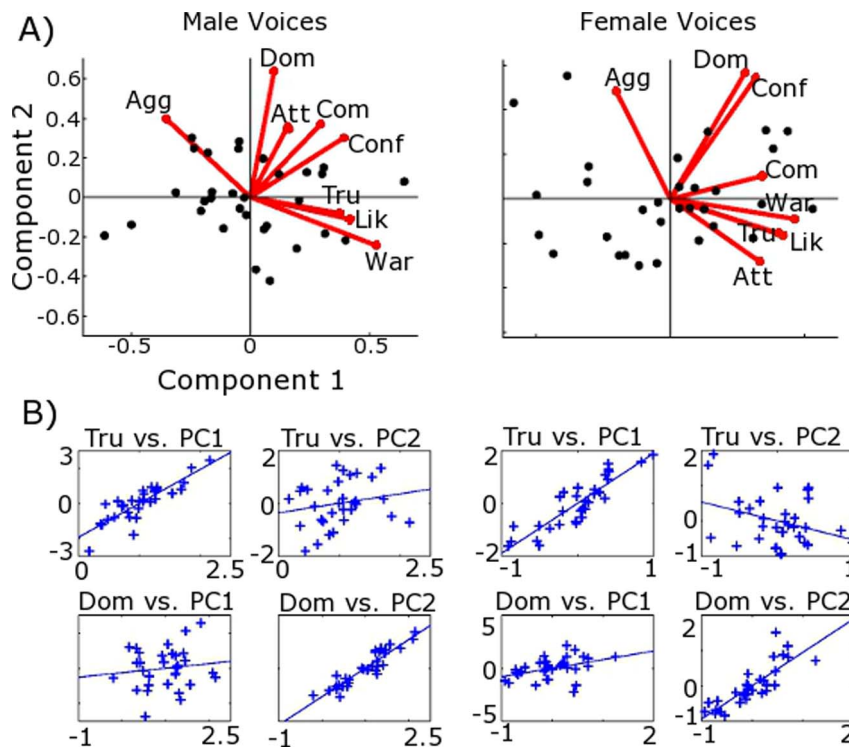 A)
Male Voices
Female Voices
Component 2
0.6
0.4
0.2
0
-0.2
-0.4
-0.6
Dom
Agg
Att
Com
Conf
Tru
Lik
War
-0.5
0
0.5
Component 1
Agg
Dom
Conf
Com
War
Tru
Lik
Att
B)
Tru vs. PC1
3
0
-3
0
2.5
Tru vs. PC2
2
0
-2
0
2.5
Tru vs. PC1
2
0
-2
-1
1
Tru vs. PC2
2
0
-1
-1
1
Dom vs. PC1
-1
2.5
Dom vs. PC2
-1
2.5
Dom vs. PC1
5
0
-5
-1
2
Dom vs. PC2
2
0
-1
-1
2